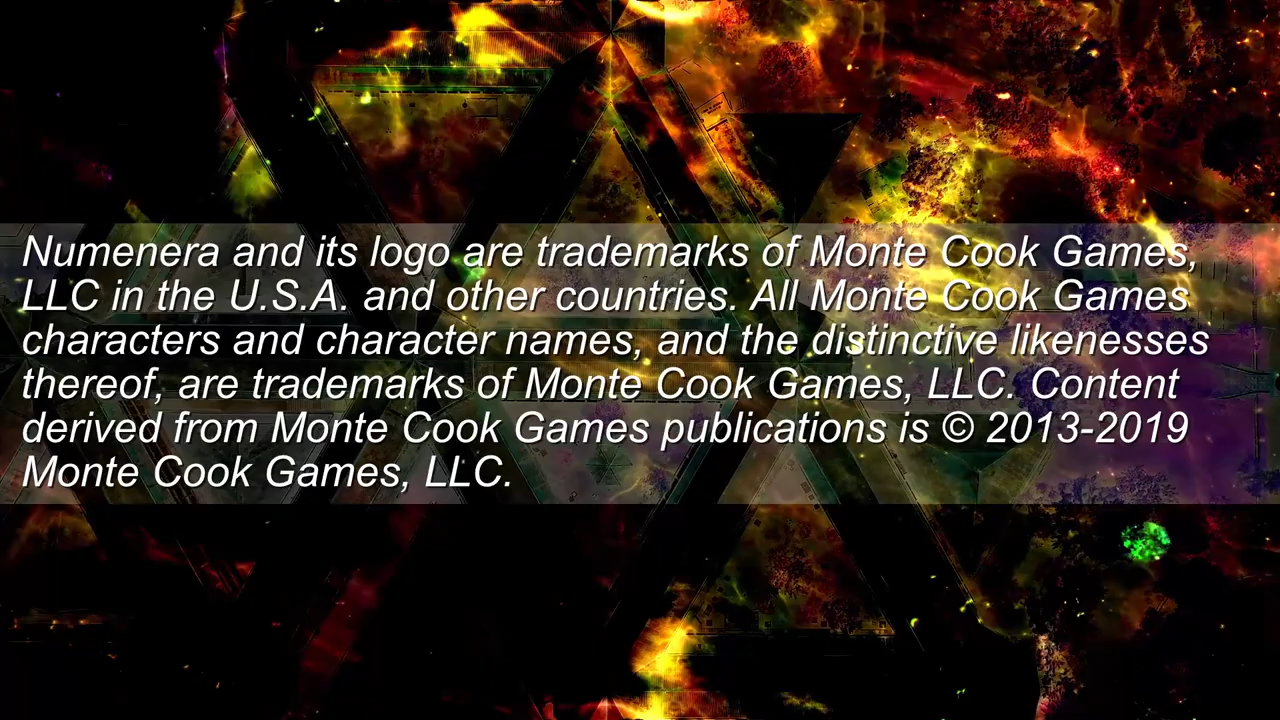 Numenera and its logo are trademarks of Monte Cook Games,
LLC in the U.S.A. and other countries. All Monte Cook Games
characters and character names, and the distinctive likenesses
thereof, are trademarks of Monte Cook Games, LLC. Content
derived from Monte Cook Games publications is © 2013-2019
Monte Cook Games, LLC.